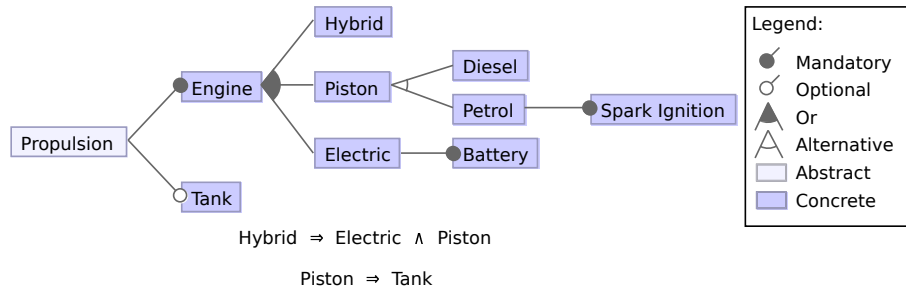 Hybrid
Legend:
Diesel
Mandatory
Engine
Piston
Optional
Petrol
Spark Ignition
Or
Propulsion
Alternative
Electric
Battery
Abstract
Tank
Concrete
Hybrid ⇒ Electric ∧ Piston
Piston ⇒ Tank